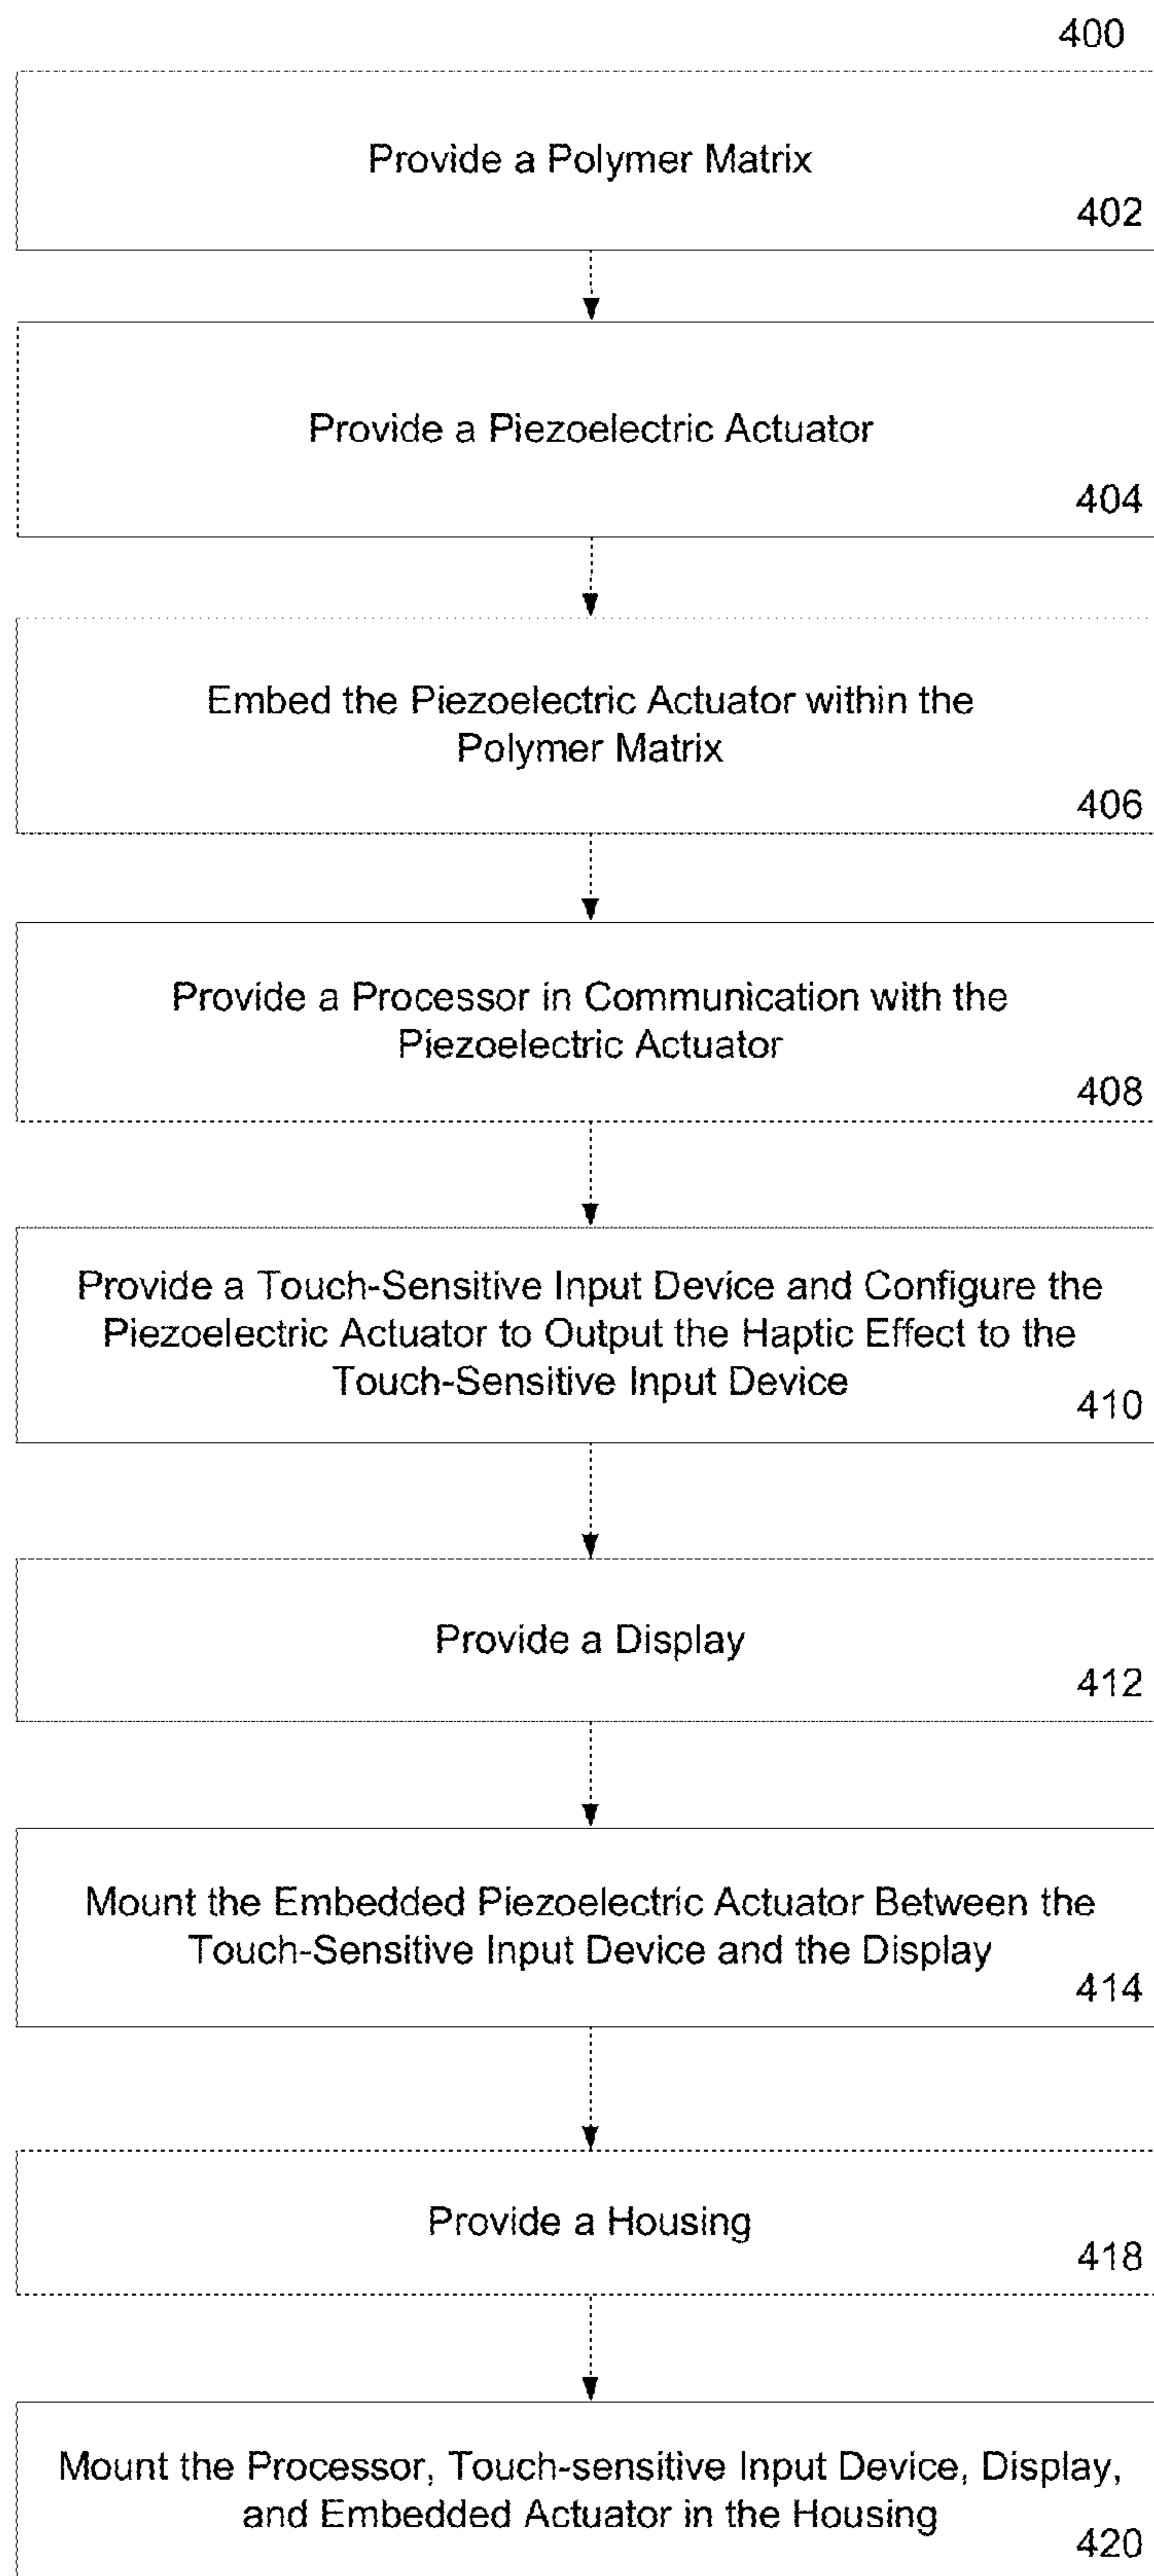 400
Provide a Polymer Matrix
402
Provide a Piezoelectric Actuator
404
Embed the Piezoelectric Actuator within the
Polymer Matrix
406
Provide a Processor in Communication with the
Piezoelectric Actuator
408
Provide a Touch-Sensitive Input Device and Configure the
Piezoelectric Actuator to Output the Haptic Effect to the
Touch-Sensitive Input Device
410
Provide a Display
412
Mount the Embedded Piezoelectric Actuator Between the
Touch-Sensitive Input Device and the Display
414
Provide a Housing
418
Mount the Processor, Touch-sensitive Input Device, Display,
and Embedded Actuator in the Housing
420